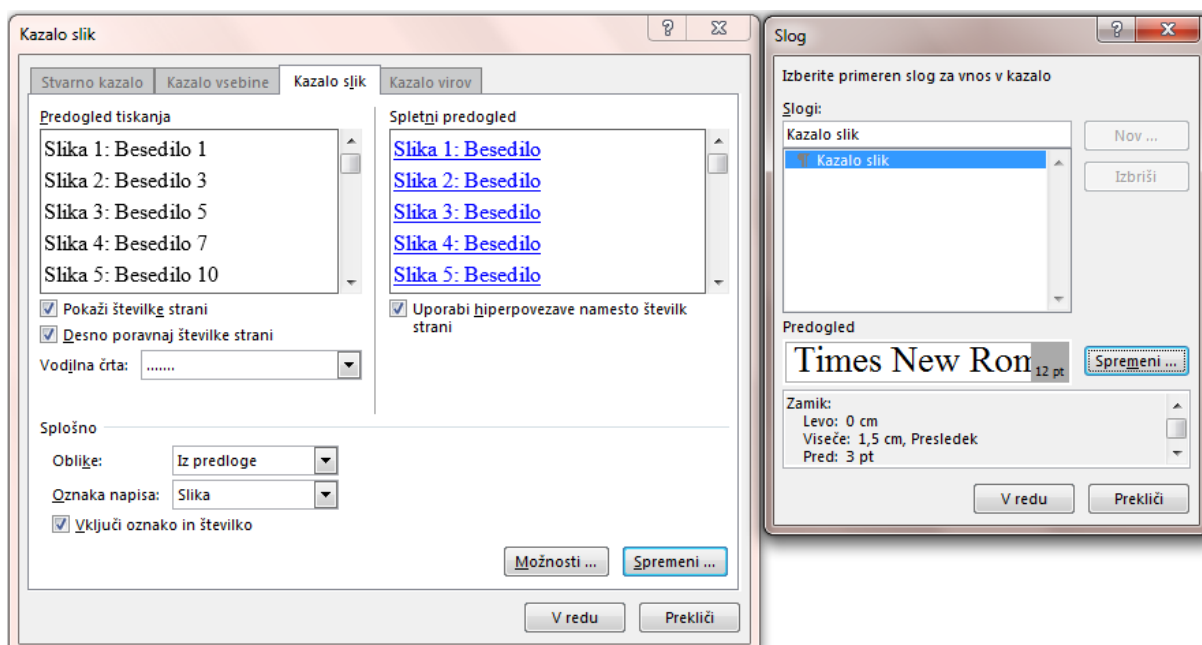 Kazalo slik
Stvarno kazalo
Kazalo vsebine
Kazalo slik
Kazalo virov
Predogled tiskanja
Slika 1: Besedilo 1
Slika 2: Besedilo 3
Slika 3: Besedilo 5
Slika 4: Besedilo 7
Slika 5: Besedilo 10
Pokaži številke strani
Desno poravnaj številke strani
Vodilna črta: .......
Spletni predogled
Slika 1: Besedilo
Slika 2: Besedilo
Slika 3: Besedilo
Slika 4: Besedilo
Slika 5: Besedilo
Uporabi hiperpovezave namesto številk
strani
Splošno
Oblike: Iz predloge
Oznaka napisa: Slika
Vključi oznako in številko
Možnosti ...
Spremeni ...
V redu
Prekliči
Slog
Izberite primeren slog za vnos v kazalo
Slogi:
Kazalo slik
Nov ...
¶ Kazalo slik
Izbriši
Predogled
Times New Rom
12 pt
Spremeni ...
Zamik:
Levo: 0 cm
Viseče: 1,5 cm, Presledek
Pred: 3 pt
V redu
Prekliči